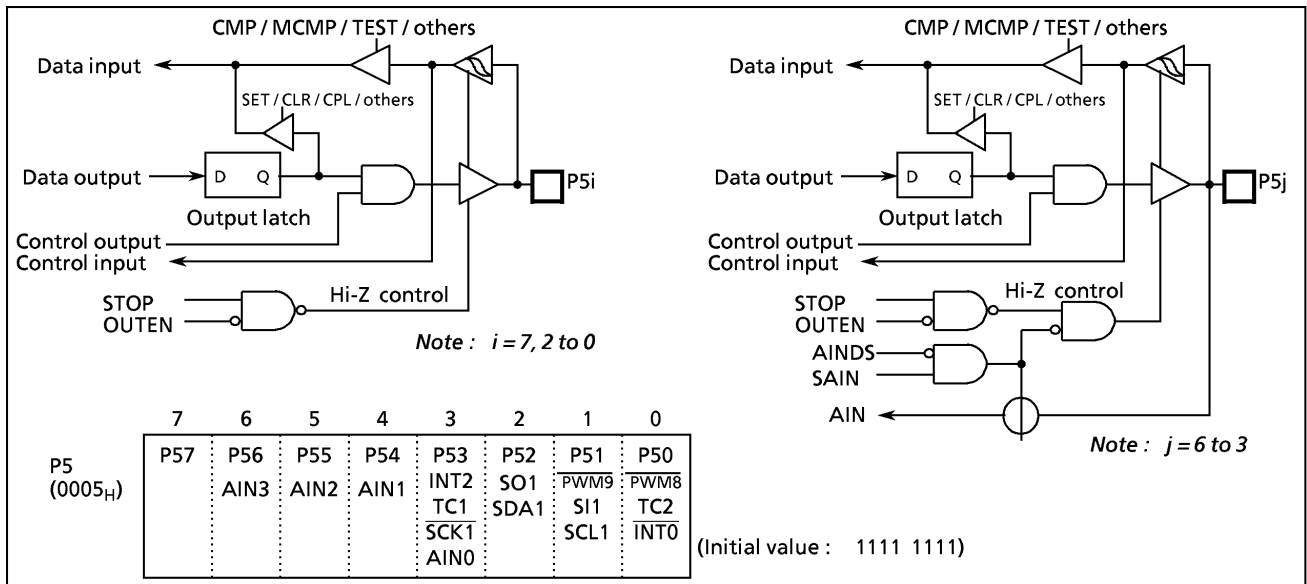 CMP / MCMP / TEST / others
Data input
SET / CLR / CPL / others
Data output
D Q
P5i
Output latch
Control output
Control input
STOP
OUTEN
Hi-Z control
Note : i = 7, 2 to 0
CMP / MCMP / TEST / others
Data input
SET / CLR / CPL / others
Data output
D Q
P5j
Output latch
Control output
Control input
STOP
OUTEN
Hi-Z control
AINDS
SAIN
AIN
Note : j = 6 to 3
7 6 5 4 3 2 1 0
P5
(0005H)
P57
P56
AIN3
P55
AIN2
P54
AIN1
P53
INT2
TC1
SCK1
AIN0
P52
SO1
SDA1
P51
PWM9
SI1
SCL1
P50
PWM8
TC2
INT0
(Initial value : 1111 1111)